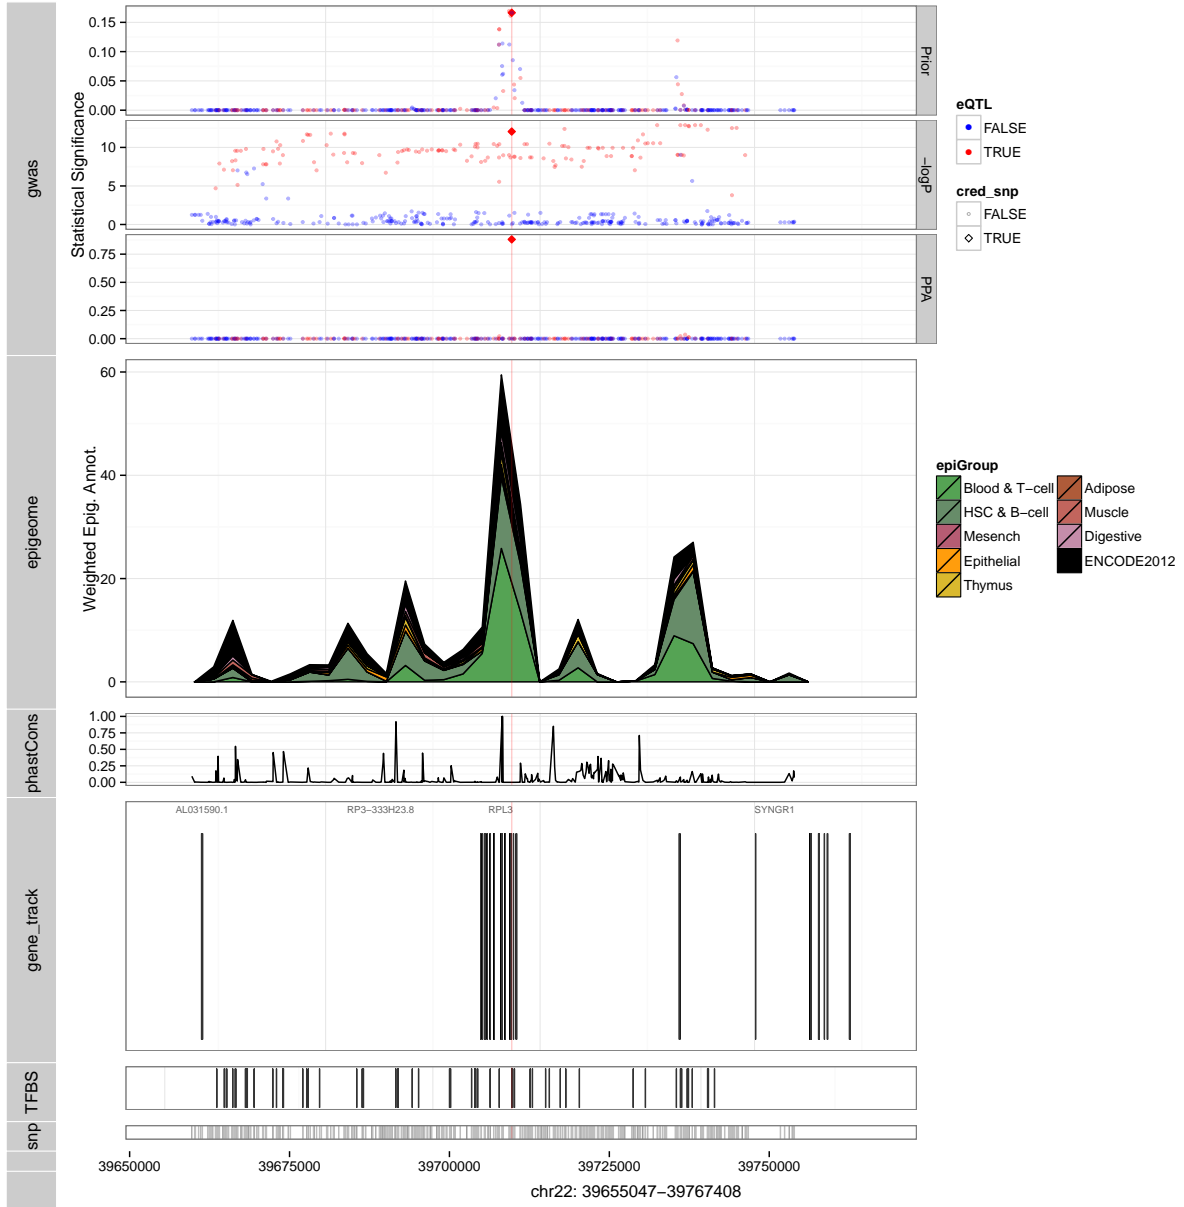 gwas
Statistical Significance
0.15
0.10
0.05
0.00
Prior
10
5
0
−logP
0.75
0.50
0.25
0.00
PPA
eQTL
FALSE
TRUE
cred_snp
FALSE
TRUE
epigeome
Weighted Epig. Annot.
60
40
20
0
epiGroup
Blood & T−cell
HSC & B−cell
Mesench
Epithelial
Thymus
Adipose
Muscle
Digestive
ENCODE2012
phastCons
1.00
0.75
0.50
0.25
0.00
gene_track
AL031590.1 RP3−333H23.8 RPL3 SYNGR1
TFBS
snp
39650000 39675000 39700000 39725000 39750000
chr22: 39655047−39767408